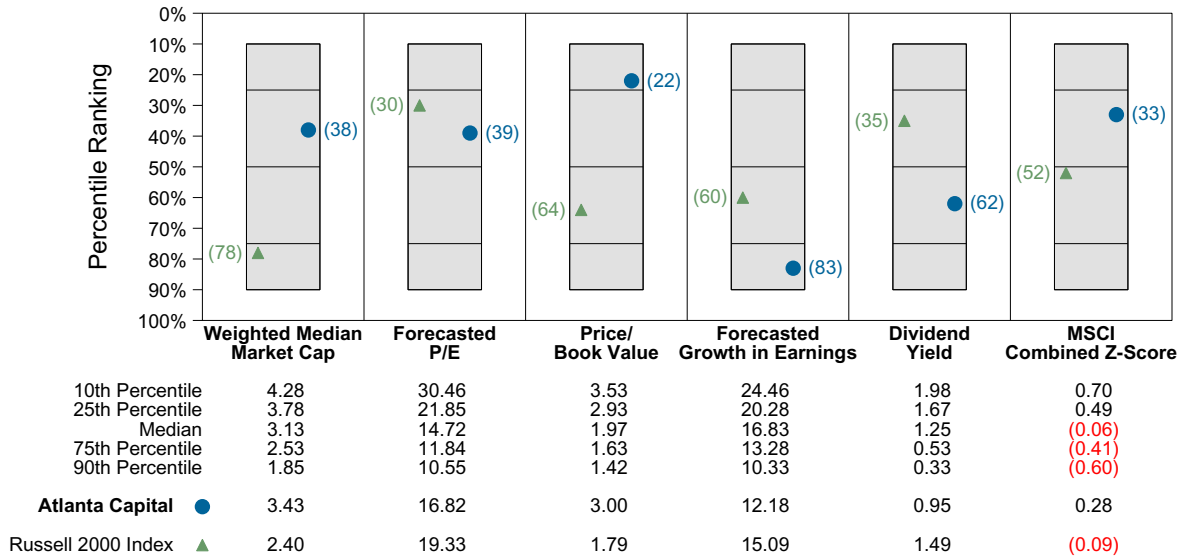 0%
10%
20%
30%
40%
50%
60%
70%
80%
90%
100%
Percentile Ranking
(78) (38)
(30) (39)
(64) (22)
(60) (83)
(35) (62)
(52) (33)
Weighted Median Market Cap
Forecasted P/E
Price/ Book Value
Forecasted Growth in Earnings
Dividend Yield
MSCI Combined Z-Score
10th Percentile 4.28 30.46 3.53 24.46 1.98 0.70
25th Percentile 3.78 21.85 2.93 20.28 1.67 0.49
Median 3.13 14.72 1.97 16.83 1.25 (0.06)
75th Percentile 2.53 11.84 1.63 13.28 0.53 (0.41)
90th Percentile 1.85 10.55 1.42 10.33 0.33 (0.60)
Atlanta Capital 3.43 16.82 3.00 12.18 0.95 0.28
Russell 2000 Index 2.40 19.33 1.79 15.09 1.49 (0.09)